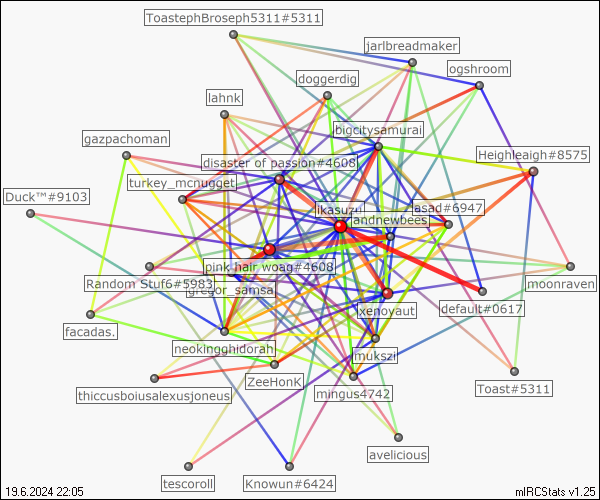 ToastephBroseph5311#5311
jarlbreadmaker
ogshroom
doggerdig
lahnk
bigcitysamurai
gazpachoman
Heighleagh#8575
disaster of passion#4608
turkey_mcnugget
Duck™#9103
ikasuzu
asad#6947
andnewbees
pink hair woag#4608
Random Stuf6#5983
moonraven
gregor_samsa
xenoyaut
default#0617
facadas.
neokingghidorah
mukszi
ZeeHonK
Toast#5311
thiccusboiusalexusjoneus
mingus4742
avelicious
tescoroll
Knowun#6424
19.6.2024 22:05
mIRCStats v1.25